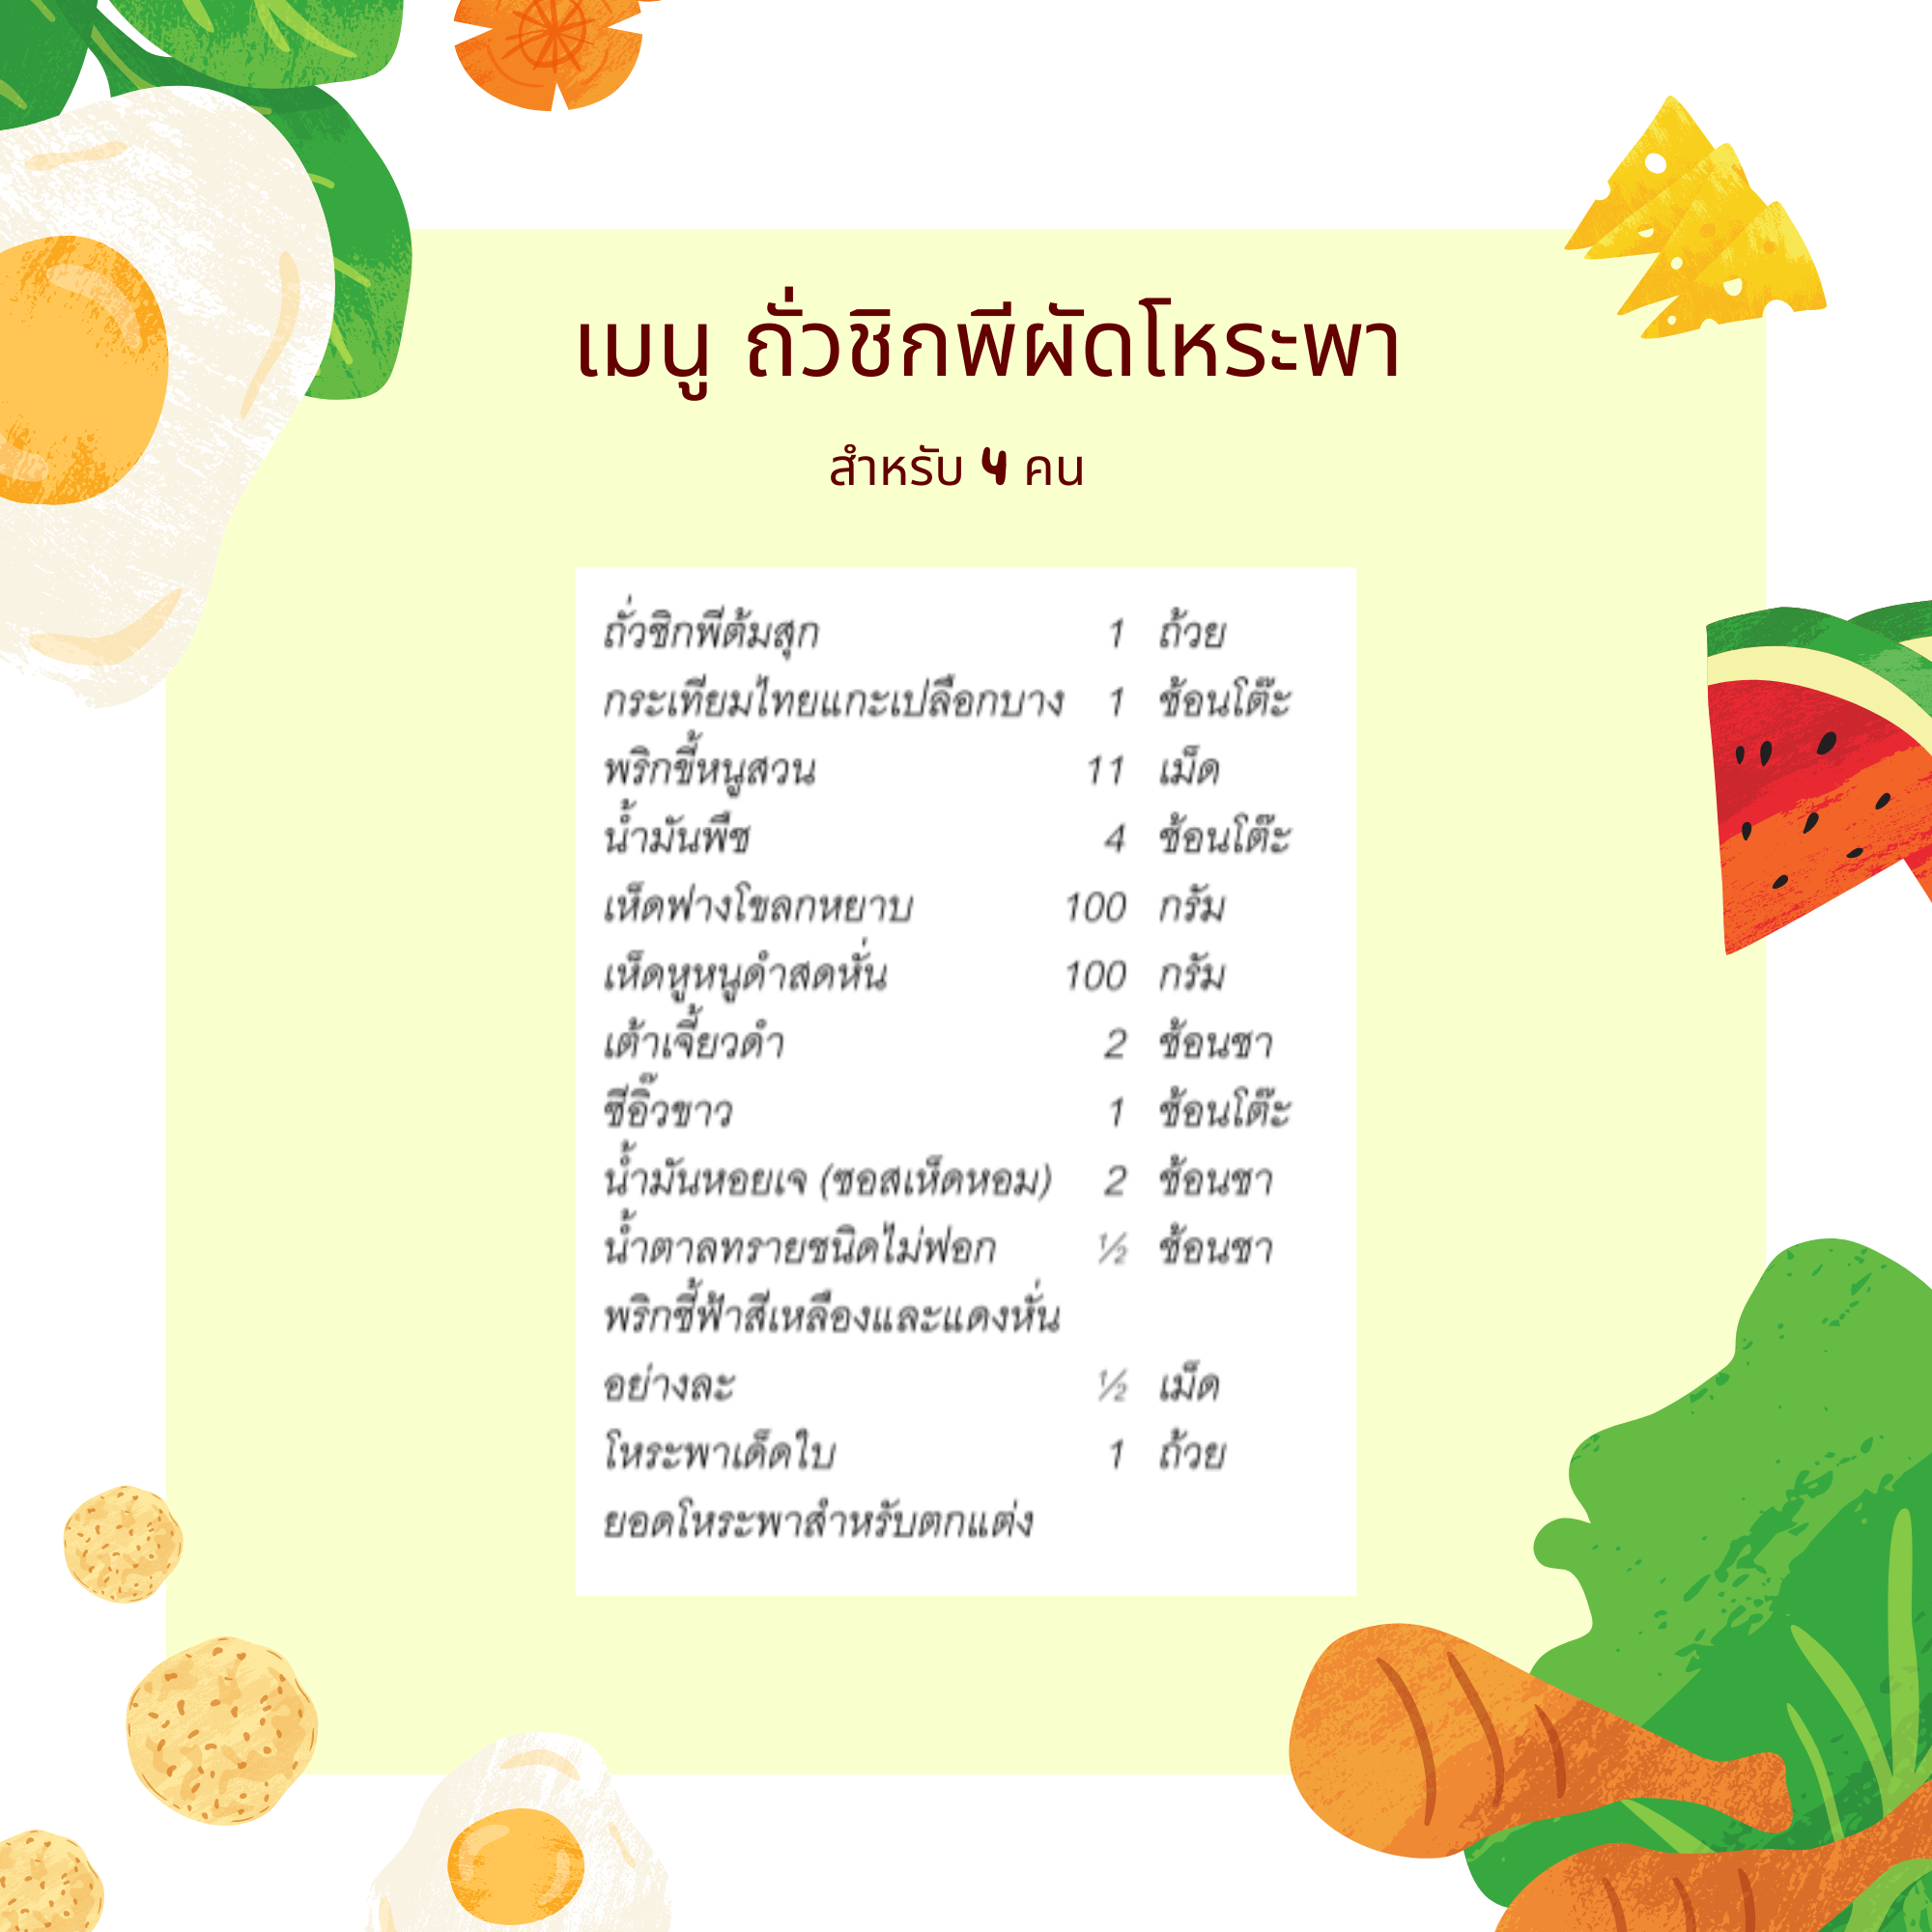 เมนู ถั่วชิกพีผัดโหระพา
สำหรับ 4 คน
ถั่วชิกพีต้มสุก 1 ถ้วย
กระเทียมไทยแกะเปลือกบาง 1 ช้อนโต๊ะ
พริกขี้หนูสวน 11 เม็ด
น้ำมันพืช 4 ช้อนโต๊ะ
เห็ดฟางโขลกหยาบ 100 กรัม
เห็ดหูหนูดำสดหั่น 100 กรัม
เต้าเจี้ยวดำ 2 ช้อนชา
ซีอิ๊วขาว 1 ช้อนโต๊ะ
น้ำมันหอยเจ (ซอสเห็ดหอม) 2 ช้อนชา
น้ำตาลทรายชนิดไม่ฟอก ½ ช้อนชา
พริกชี้ฟ้าสีเหลืองและแดงหั่น
อย่างละ ½ เม็ด
โหระพาเด็ดใบ 1 ถ้วย
ยอดโหระพาสำหรับตกแต่ง